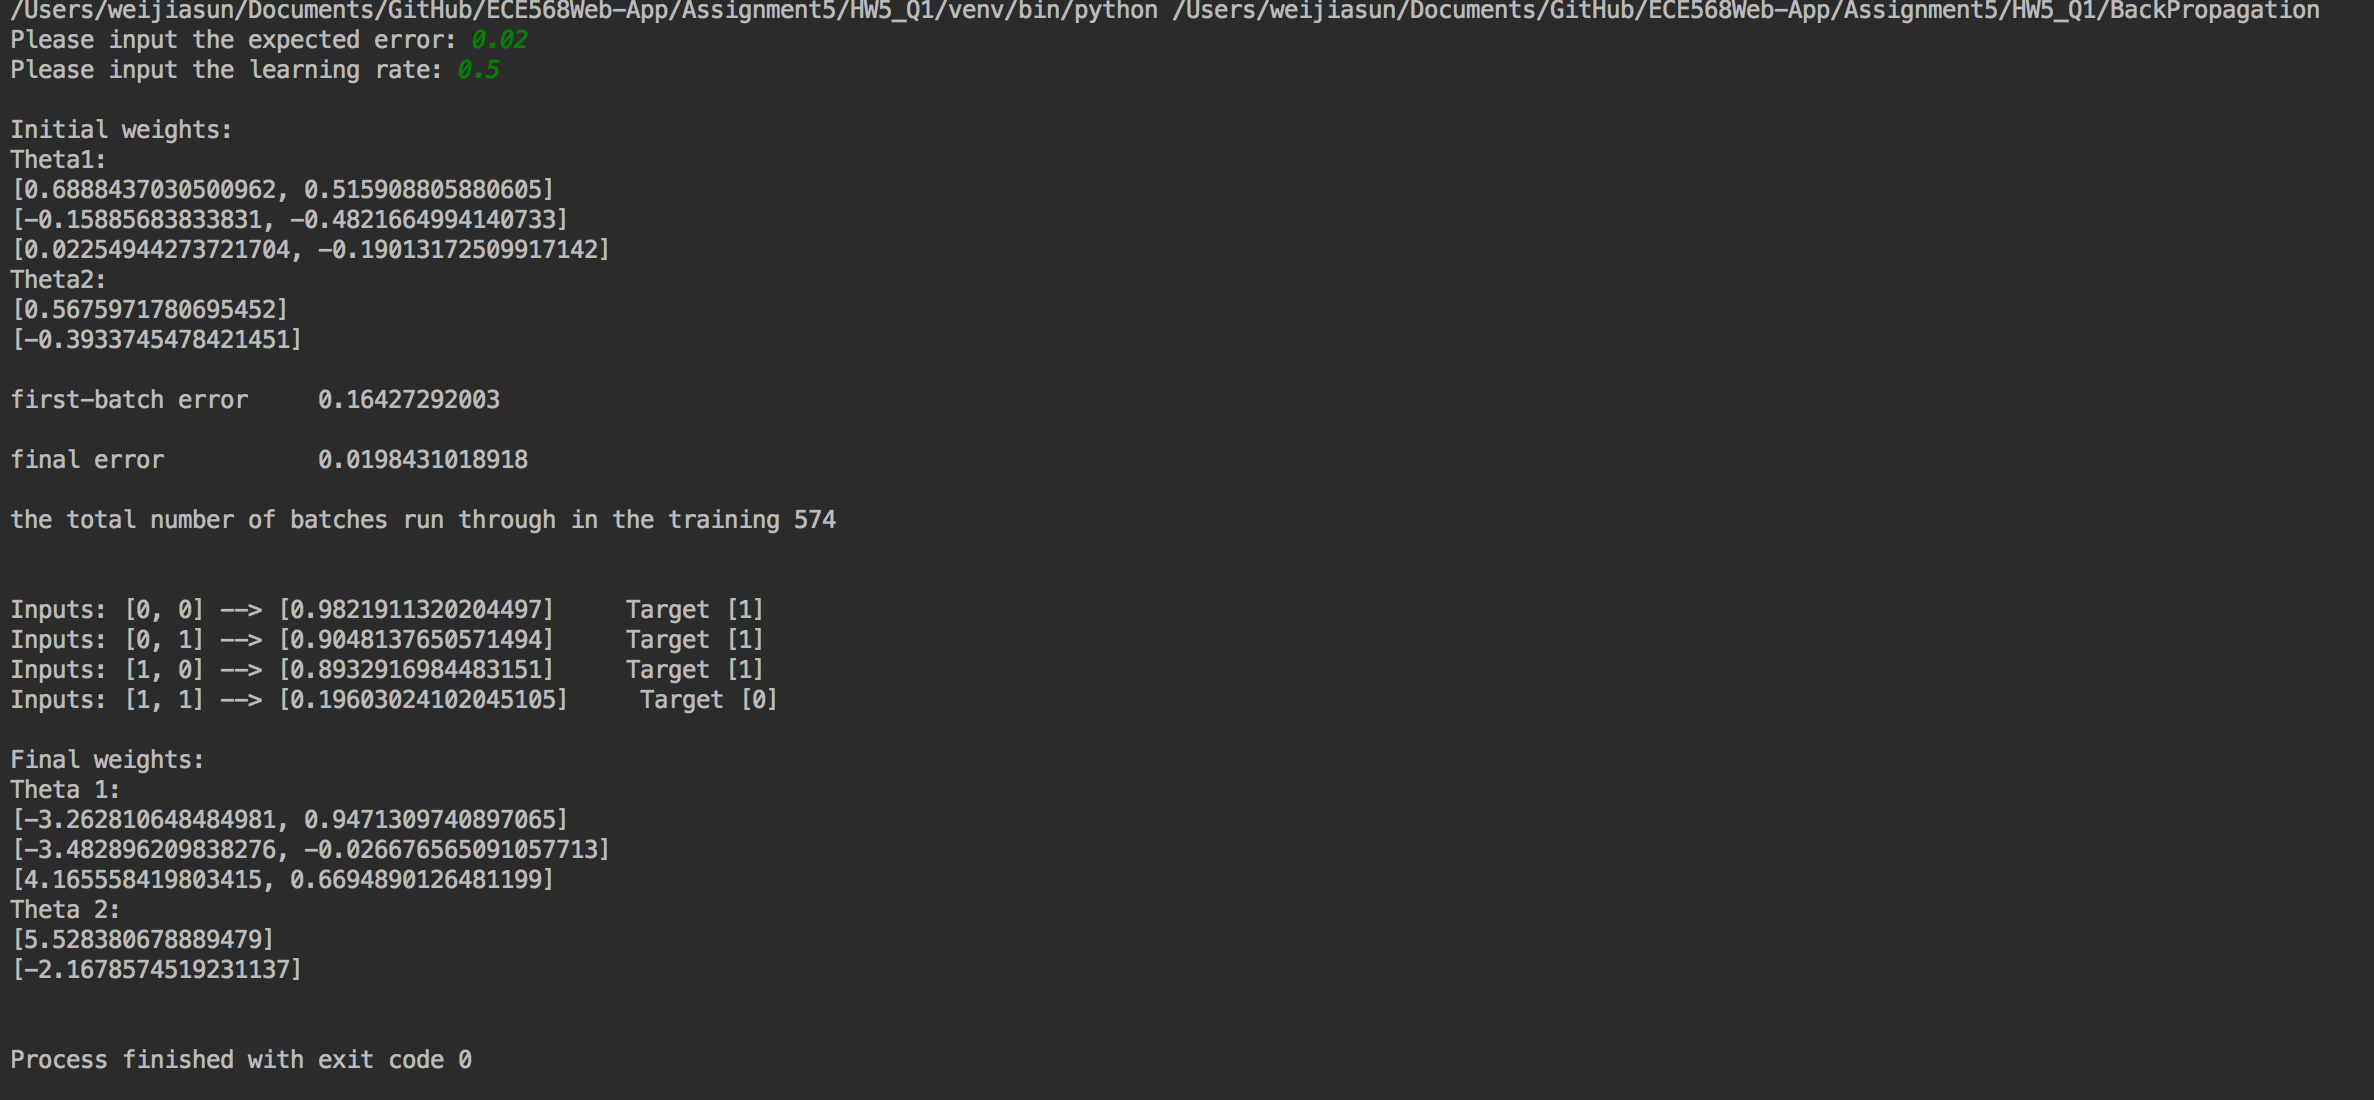 /Users/weijiasun/Documents/GitHub/ECE568Web-App/Assignment5/HW5_Q1/venv/bin/python /Users/weijiasun/Documents/GitHub/ECE568Web-App/Assignment5/HW5_Q1/BackPropagation
Please input the expected error: 0.02
Please input the learning rate: 0.5
Initial weights:
Theta1:
[0.6888437030500962, 0.515908805880605]
[-0.15885683833831, -0.4821664994140733]
[0.02254944273721704, -0.19013172509917142]
Theta2:
[0.5675971780695452]
[-0.3933745478421451]
first-batch error     0.16427292003
final error           0.0198431018918
the total number of batches run through in the training 574
Inputs: [0, 0] --> [0.9821911320204497]     Target [1]
Inputs: [0, 1] --> [0.9048137650571494]     Target [1]
Inputs: [1, 0] --> [0.8932916984483151]     Target [1]
Inputs: [1, 1] --> [0.19603024102045105]     Target [0]
Final weights:
Theta 1:
[-3.262810648484981, 0.9471309740897065]
[-3.482896209838276, -0.026676565091057713]
[4.165558419803415, 0.6694890126481199]
Theta 2:
[5.528380678889479]
[-2.1678574519231137]
Process finished with exit code 0